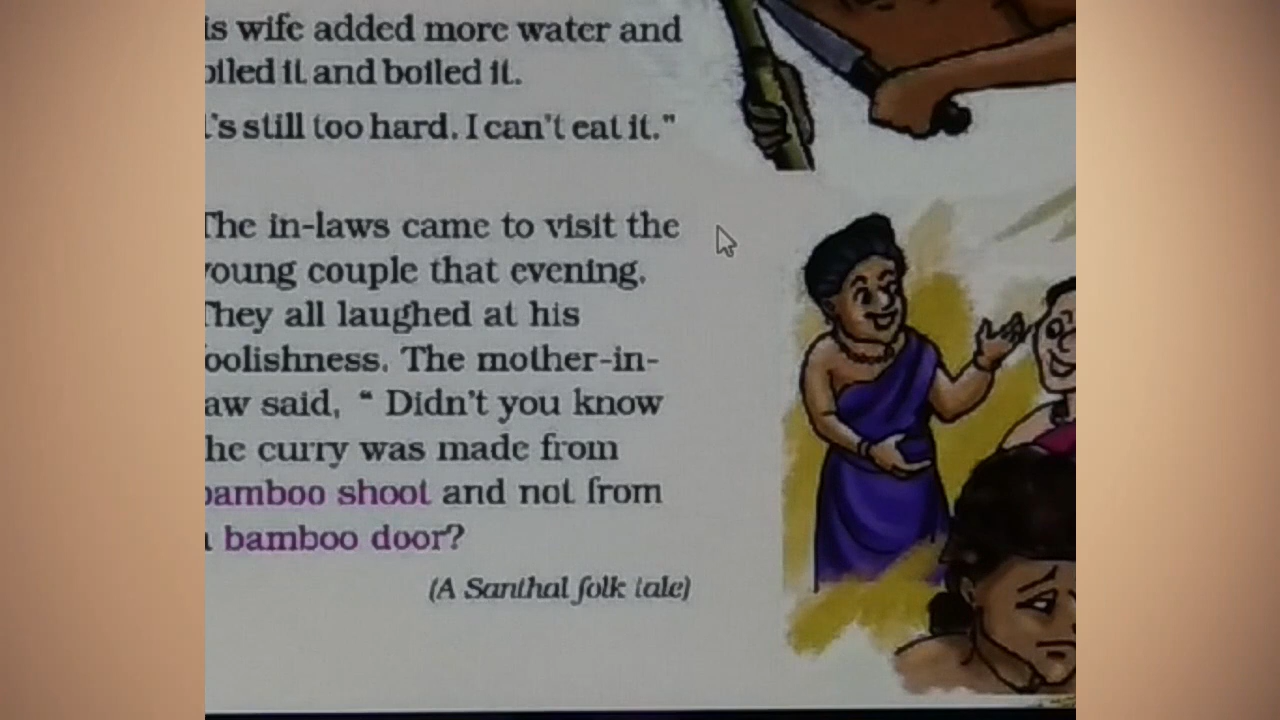 is wife added more water and
oiled it and boiled it.
t's still too hard. I can't eat it."
The in-laws came to visit the
young couple that evening.
They all laughed at his
oolishness. The mother-in-
aw said, " Didn't you know
he curry was made from
bamboo shoot and not from
bamboo door?
(A Santhal folk tale)